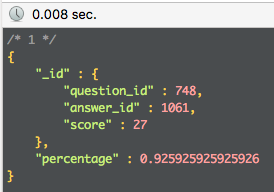 0.008 sec.
/* 1 */
{
    "_id" : {
        "question_id" : 748,
        "answer_id" : 1061,
        "score" : 27
    },
    "percentage" : 0.925925925925926
}